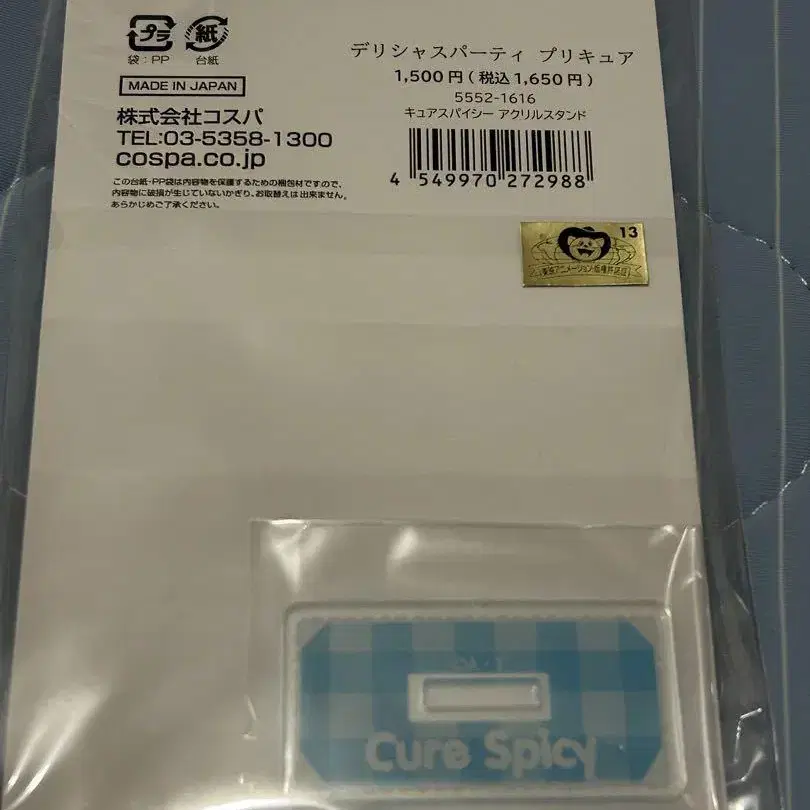 プラ
紙
袋：PP
台紙
MADE IN JAPAN
株式会社コスパ
TEL:03-5358-1300
cospa.co.jp
この台紙・PP袋は内容物を保護するための梱包材ですので、
内容物に破損が生じていないかぎり、お取替えは出来ません。
あらかじめご了承ください。
デリシャスパーティ プリキュア
1,500円(税込1,650円)
5552-1616
キュアスパイシー アクリルスタンド
4 549970 272988
13
Cure Spicy